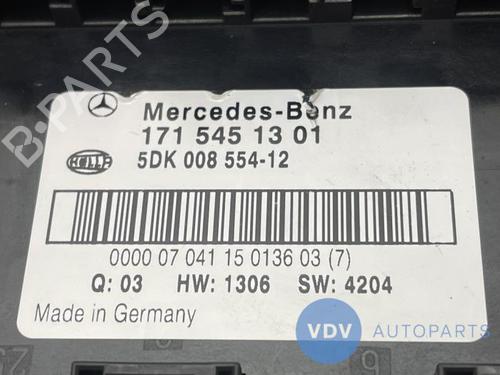 Mercedes-Benz
171 545 13 01
HELLA
5DK 008 554-12
0000 07 041 15 0136 03 (7)
Q: 03 HW: 1306 SW: 4204
Made in Germany
VDV AUTOPARTS
B-PARTS